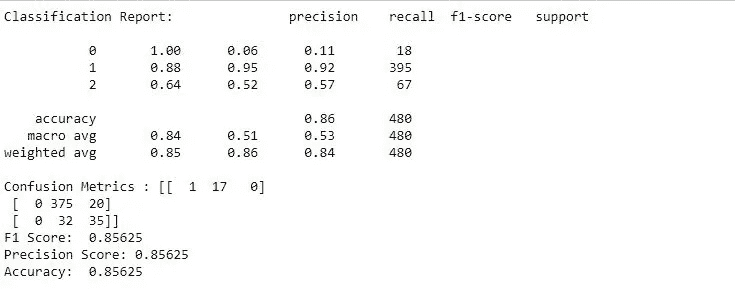 Classification Report:               precision    recall  f1-score   support

           0       1.00      0.06      0.11        18
           1       0.88      0.95      0.92       395
           2       0.64      0.52      0.57        67

    accuracy                           0.86       480
   macro avg       0.84      0.51      0.53       480
weighted avg       0.85      0.86      0.84       480

Confusion Metrics : [[  1  17   0]
 [  0 375  20]
 [  0  32  35]]
F1 Score:  0.85625
Precision Score: 0.85625
Accuracy:  0.85625